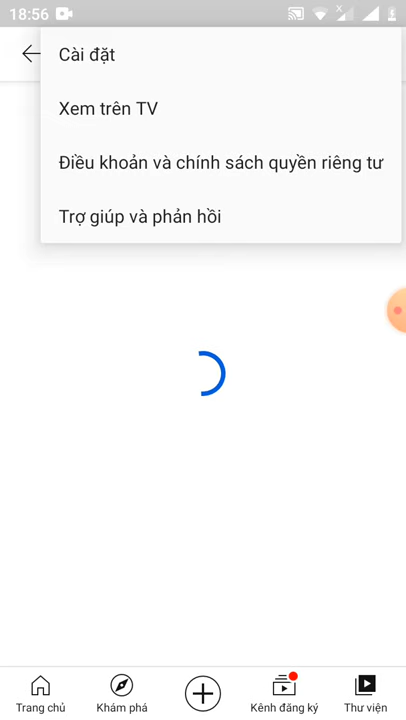 18:56
Cài đặt
Xem trên TV
Điều khoản và chính sách quyền riêng tư
Trợ giúp và phản hồi
Trang chủ
Khám phá
Kênh đăng ký
Thư viện